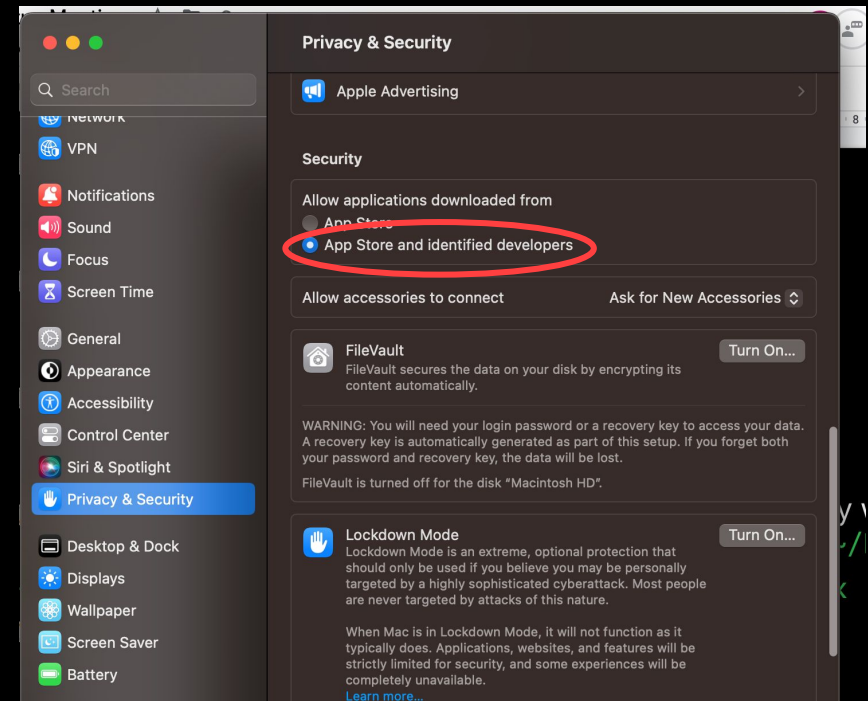 Privacy & Security
Search
Apple Advertising
Network
8
VPN
Security
Notifications
Allow applications downloaded from
Sound
App Store
App Store and identified developers
Focus
Screen Time
Allow accessories to connect
Ask for New Accessories
General
Appearance
Accessibility
Control Center
Siri & Spotlight
Privacy & Security
Desktop & Dock
Displays
Wallpaper
Screen Saver
Battery
FileVault
Turn On...
FileVault secures the data on your disk by encrypting its
content automatically.
WARNING: You will need your login password or a recovery key to access your data.
A recovery key is automatically generated as part of this setup. If you forget both
your password and recovery key, the data will be lost.
FileVault is turned off for the disk “Macintosh HD”.
Lockdown Mode
Turn On...
Lockdown Mode is an extreme, optional protection that
should only be used if you believe you may be personally
targeted by a highly sophisticated cyberattack. Most people
are never targeted by attacks of this nature.
When Mac is in Lockdown Mode, it will not function as it
typically does. Applications, websites, and features will be
strictly limited for security, and some experiences will be
completely unavailable.
Learn more...